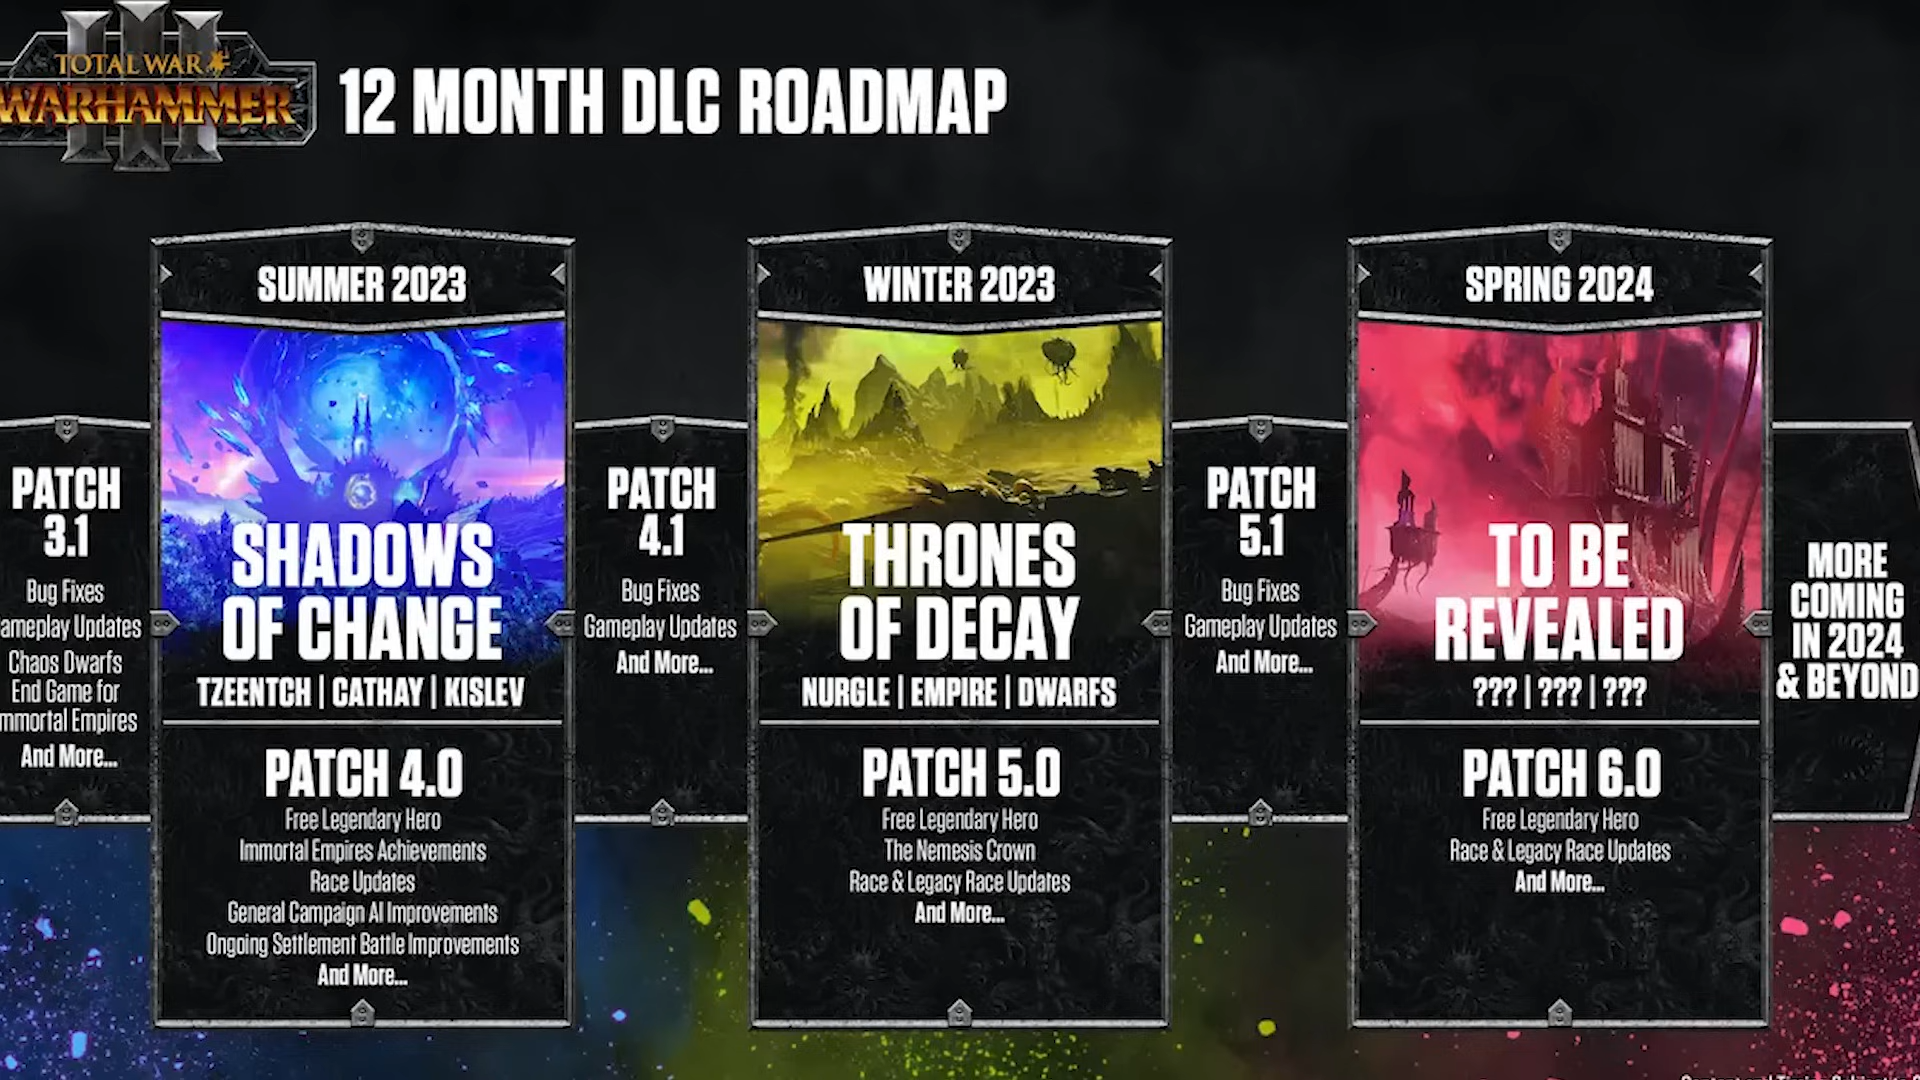 TOTAL WAR
WARHAMMER
III
12 MONTH DLC ROADMAP
PATCH
3.1
Bug Fixes
ameplay Updates
Chaos Dwarfs
End Game for
mmortal Empires
And More...
SUMMER 2023
SHADOWS
OF CHANGE
TZEENTCH | CATHAY | KISLEV
PATCH 4.0
Free Legendary Hero
Immortal Empires Achievements
Race Updates
General Campaign AI Improvements
Ongoing Settlement Battle Improvements
And More...
PATCH
4.1
Bug Fixes
Gameplay Updates
And More...
WINTER 2023
THRONES
OF DECAY
NURGLE | EMPIRE | DWARFS
PATCH 5.0
Free Legendary Hero
The Nemesis Crown
Race & Legacy Race Updates
And More...
PATCH
5.1
Bug Fixes
Gameplay Updates
And More...
SPRING 2024
TO BE
REVEALED
??? | ??? | ???
PATCH 6.0
Free Legendary Hero
Race & Legacy Race Updates
And More...
MORE
COMING
IN 2024
& BEYOND